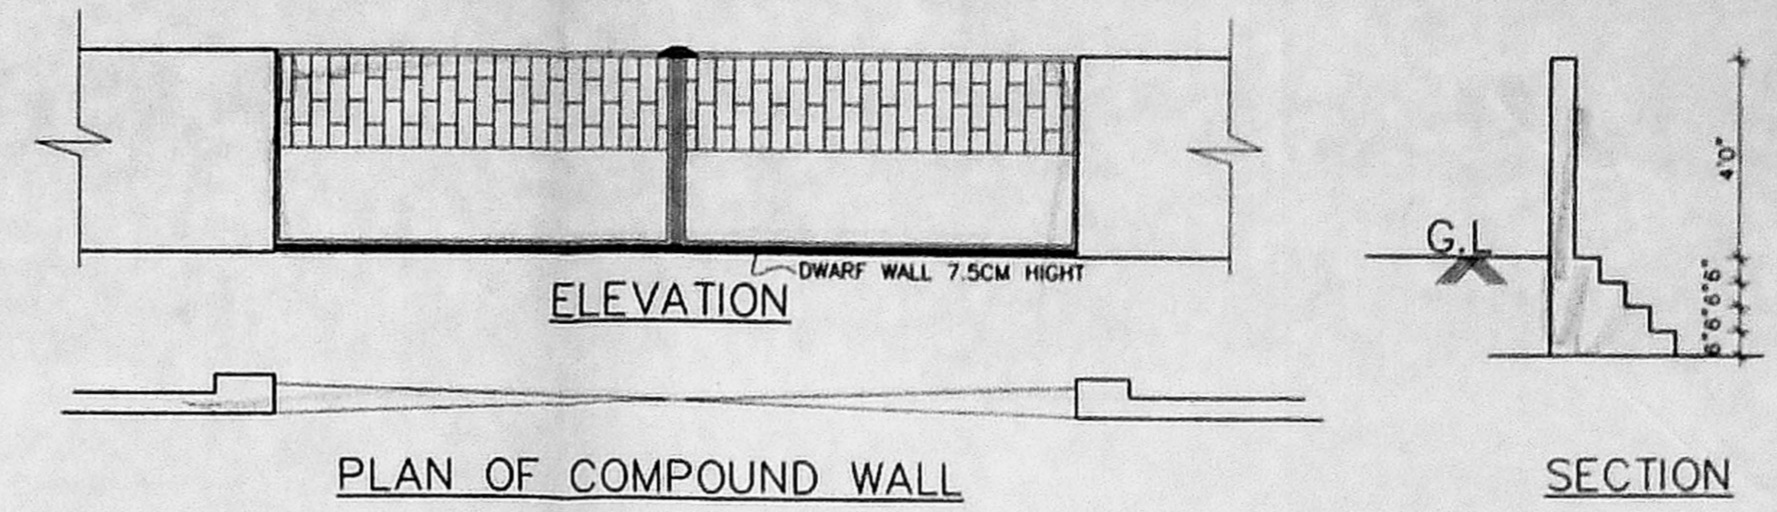 4'0"
G.L
DWARF WALL 7.5CM HIGHT
6"6"6"6"
ELEVATION
PLAN OF COMPOUND WALL
SECTION